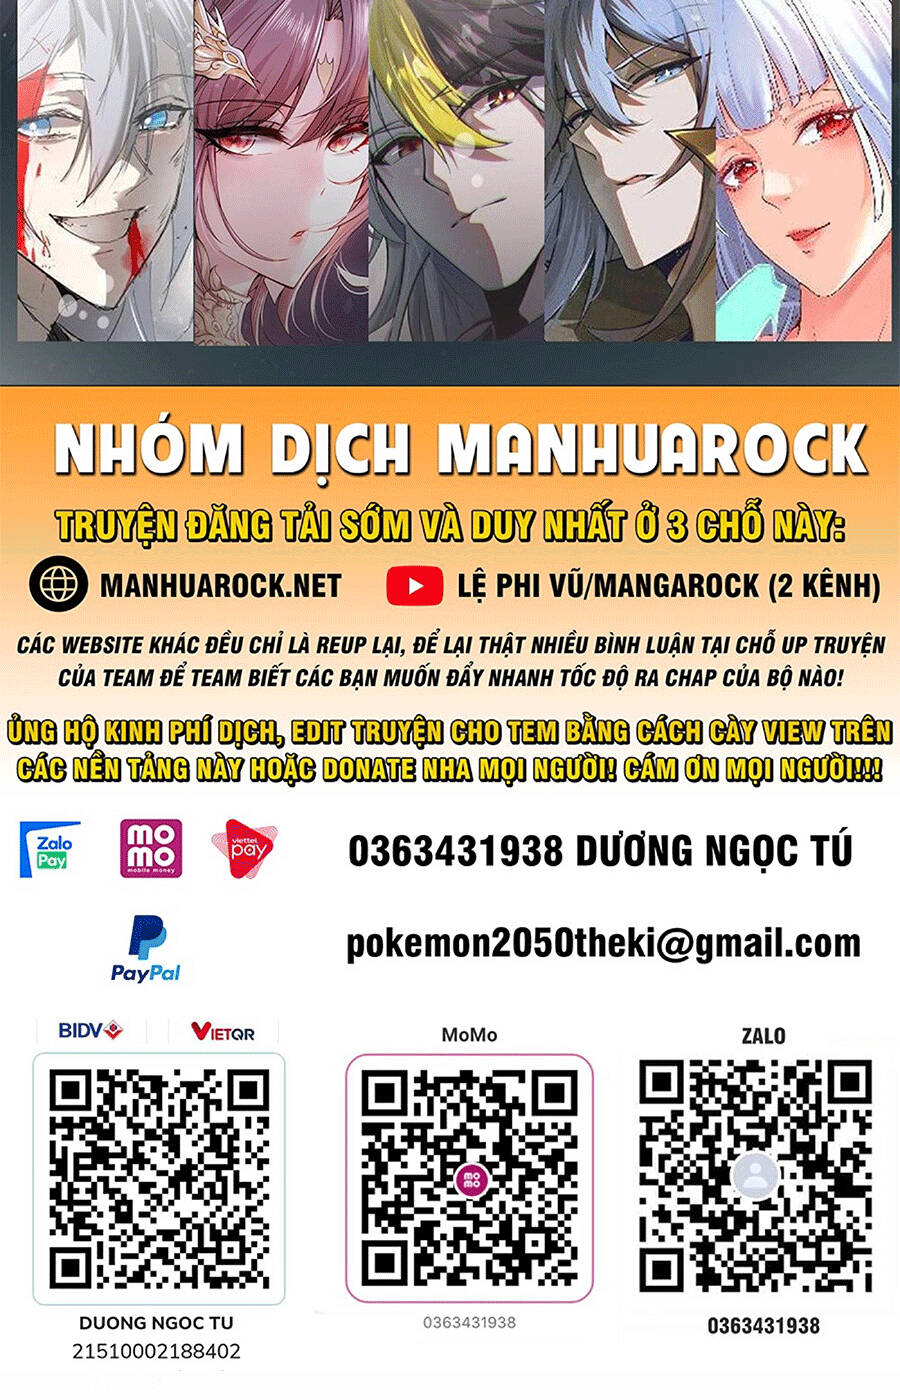 NHÓM DỊCH MANHUAROCK
TRUYỆN ĐĂNG TẢI SỚM VÀ DUY NHẤT Ở 3 CHỖ NÀY:
MANHUAROCK.NET LỆ PHI VŨ/MANGAROCK (2 KÊNH)
CÁC WEBSITE KHÁC ĐỀU CHỈ LÀ REUP LẠI, ĐỂ LẠI THẬT NHIỀU BÌNH LUẬN TẠI CHỖ UP TRUYỆN
CỦA TEAM ĐỂ TEAM BIẾT CÁC BẠN MUỐN ĐẨY NHANH TỐC ĐỘ RA CHAP CỦA BỘ NÀO!
ỦNG HỘ KINH PHÍ DỊCH, EDIT TRUYỆN CHO TEM BẰNG CÁCH CÀY VIEW TRÊN
CÁC NỀN TẢNG NÀY HOẶC DONATE NHA MỌI NGƯỜI! CÁM ƠN MỌI NGƯỜI!!!
Zalo
Pay
mo
mo
mobile money
viettel
pay
0363431938 DƯƠNG NGỌC TÚ
PayPal
pokemon2050theki@gmail.com
BIDV VIETQR
MoMo
ZALO
mo
mo
DUONG NGOC TU
21510002188402
0363431938
0363431938